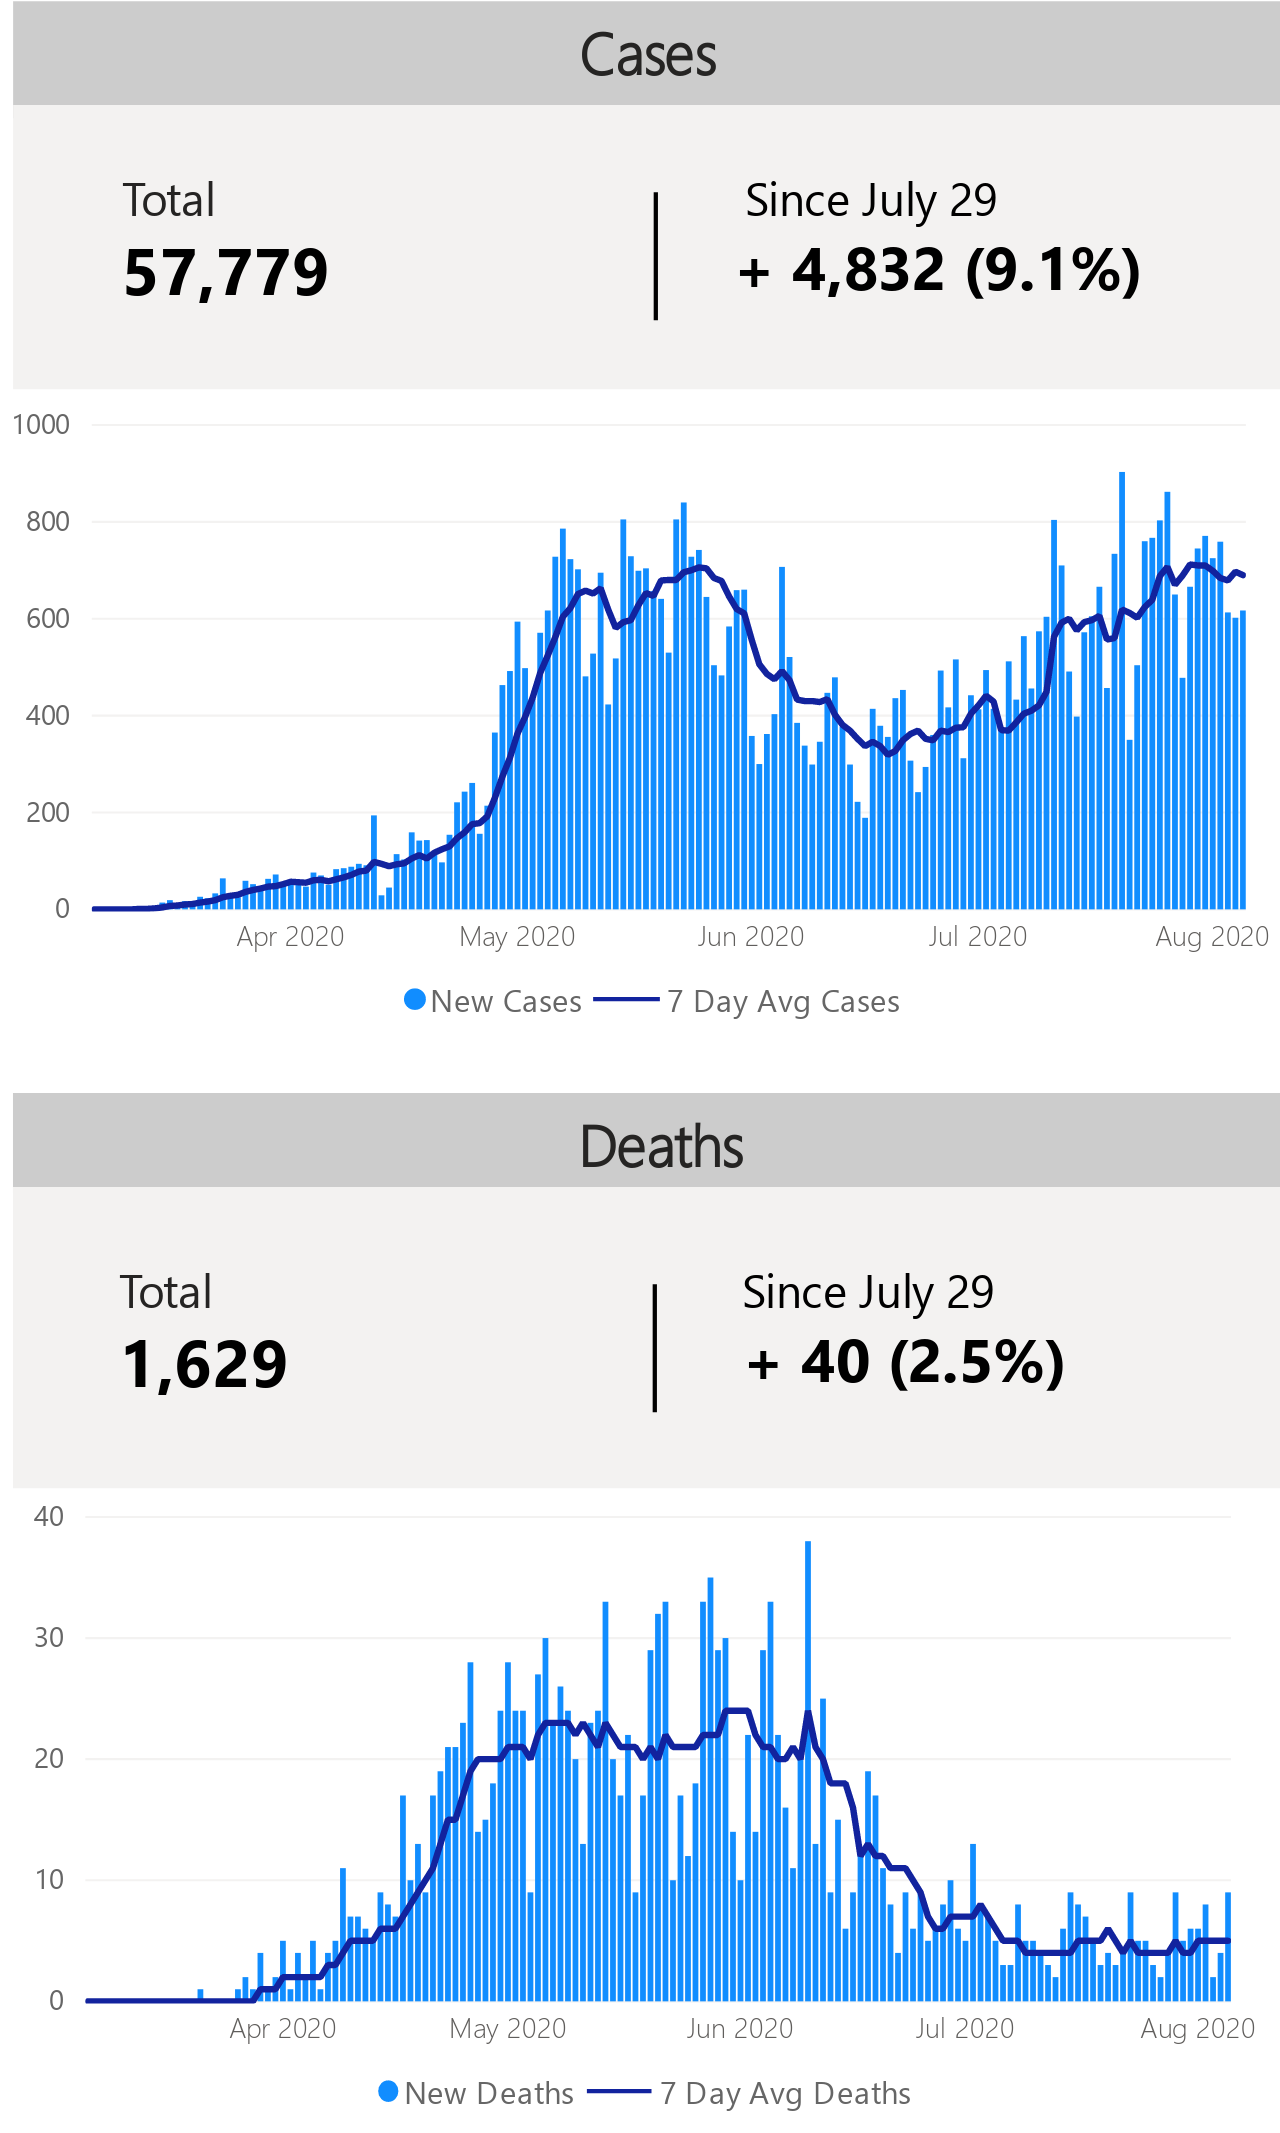 Cases
Total
Since July 29
57,779
+ 4,832 (9.1%)
1000
800
600
400
200
0
Apr 2020
May 2020
Jun 2020
Jul 2020
Aug 2020
New Cases
7 Day Avg Cases
Deaths
Total
Since July 29
1,629
+ 40 (2.5%)
40
30
20
10
0
Apr 2020
May 2020
Jun 2020
Jul 2020
Aug 2020
New Deaths
7 Day Avg Deaths